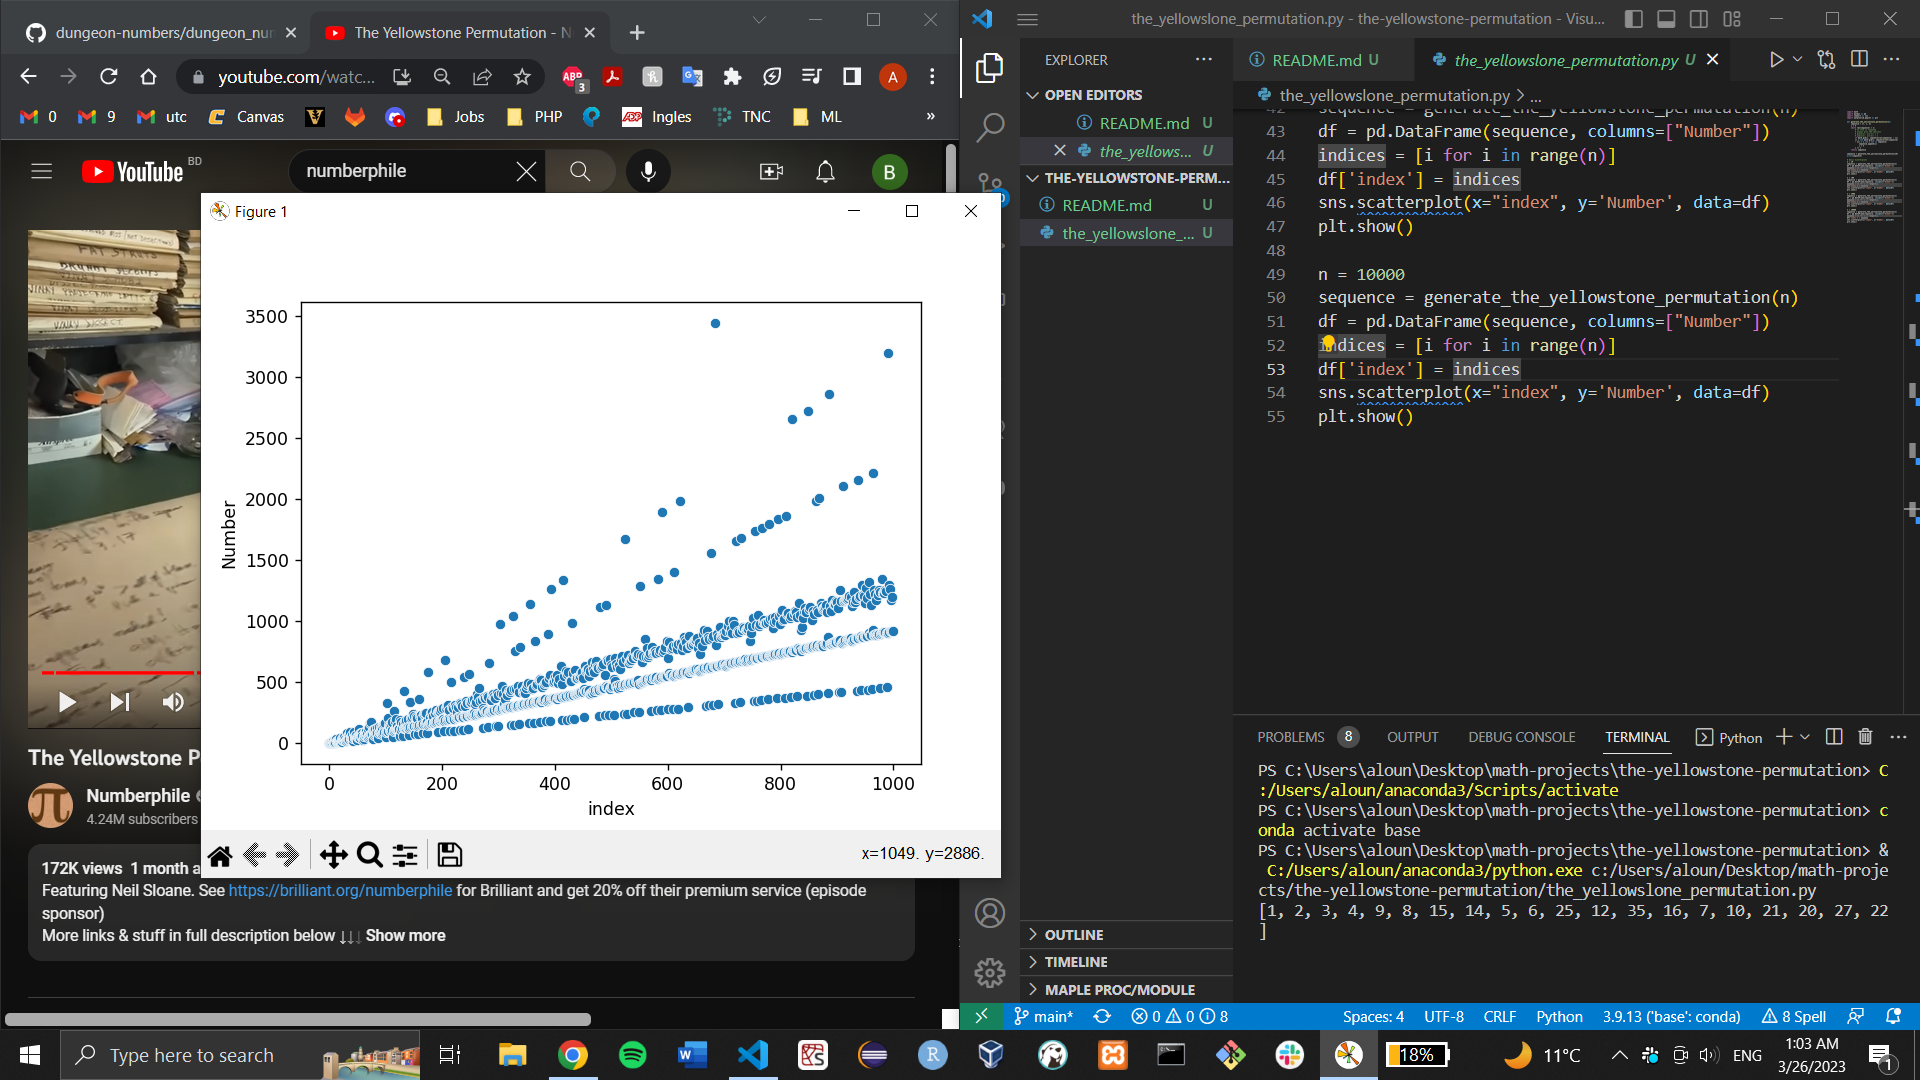 dungeon-numbers/dungeon_nur
The Yellowstone Permutation - N
youtube.com/watc...
ABP
3
A
0
9
utc
Canvas
Jobs
PHP
Ingles
TNC
ML
»
YouTube
BD
numberphile
B
Figure 1
3500
3000
2500
2000
1500
1000
500
0
Number
0
200
400
600
800
1000
index
x=1049. y=2886.
The Yellowstone P
Numberphile
4.24M subscribers
172K views 1 month a
Featuring Neil Sloane. See https://brilliant.org/numberphile for Brilliant and get 20% off their premium service (episode
sponsor)
More links & stuff in full description below ↓↓↓ Show more
the_yellowslone_permutation.py - the-yellowstone-permutation - Visu...
EXPLORER
OPEN EDITORS
README.md U
the_yellows... U
THE-YELLOWSTONE-PERM...
README.md U
the_yellowslone_... U
OUTLINE
TIMELINE
MAPLE PROC/MODULE
README.md U
the_yellowslone_permutation.py U
the_yellowslone_permutation.py > ...
42 sequence = generate_the_yellowstone_permutation(n)
43 df = pd.DataFrame(sequence, columns=["Number"])
44 indices = [i for i in range(n)]
45 df['index'] = indices
46 sns.scatterplot(x="index", y='Number', data=df)
47 plt.show()
48
49 n = 10000
50 sequence = generate_the_yellowstone_permutation(n)
51 df = pd.DataFrame(sequence, columns=["Number"])
52 indices = [i for i in range(n)]
53 df['index'] = indices
54 sns.scatterplot(x="index", y='Number', data=df)
55 plt.show()
PROBLEMS 8 OUTPUT DEBUG CONSOLE TERMINAL Python
PS C:\Users\aloun\Desktop\math-projects\the-yellowstone-permutation> C
:/Users/aloun/anaconda3/Scripts/activate
PS C:\Users\aloun\Desktop\math-projects\the-yellowstone-permutation> c
onda activate base
PS C:\Users\aloun\Desktop\math-projects\the-yellowstone-permutation> &
C:/Users/aloun/anaconda3/python.exe c:/Users/aloun/Desktop/math-proje
cts/the-yellowstone-permutation/the_yellowslone_permutation.py
[1, 2, 3, 4, 9, 8, 15, 14, 5, 6, 25, 12, 35, 16, 7, 10, 21, 20, 27, 22
]
main* 0 0 8 Spaces: 4 UTF-8 CRLF Python 3.9.13 ('base': conda) 8 Spell
Type here to search
18%
11°C
ENG
1:03 AM
3/26/2023
1